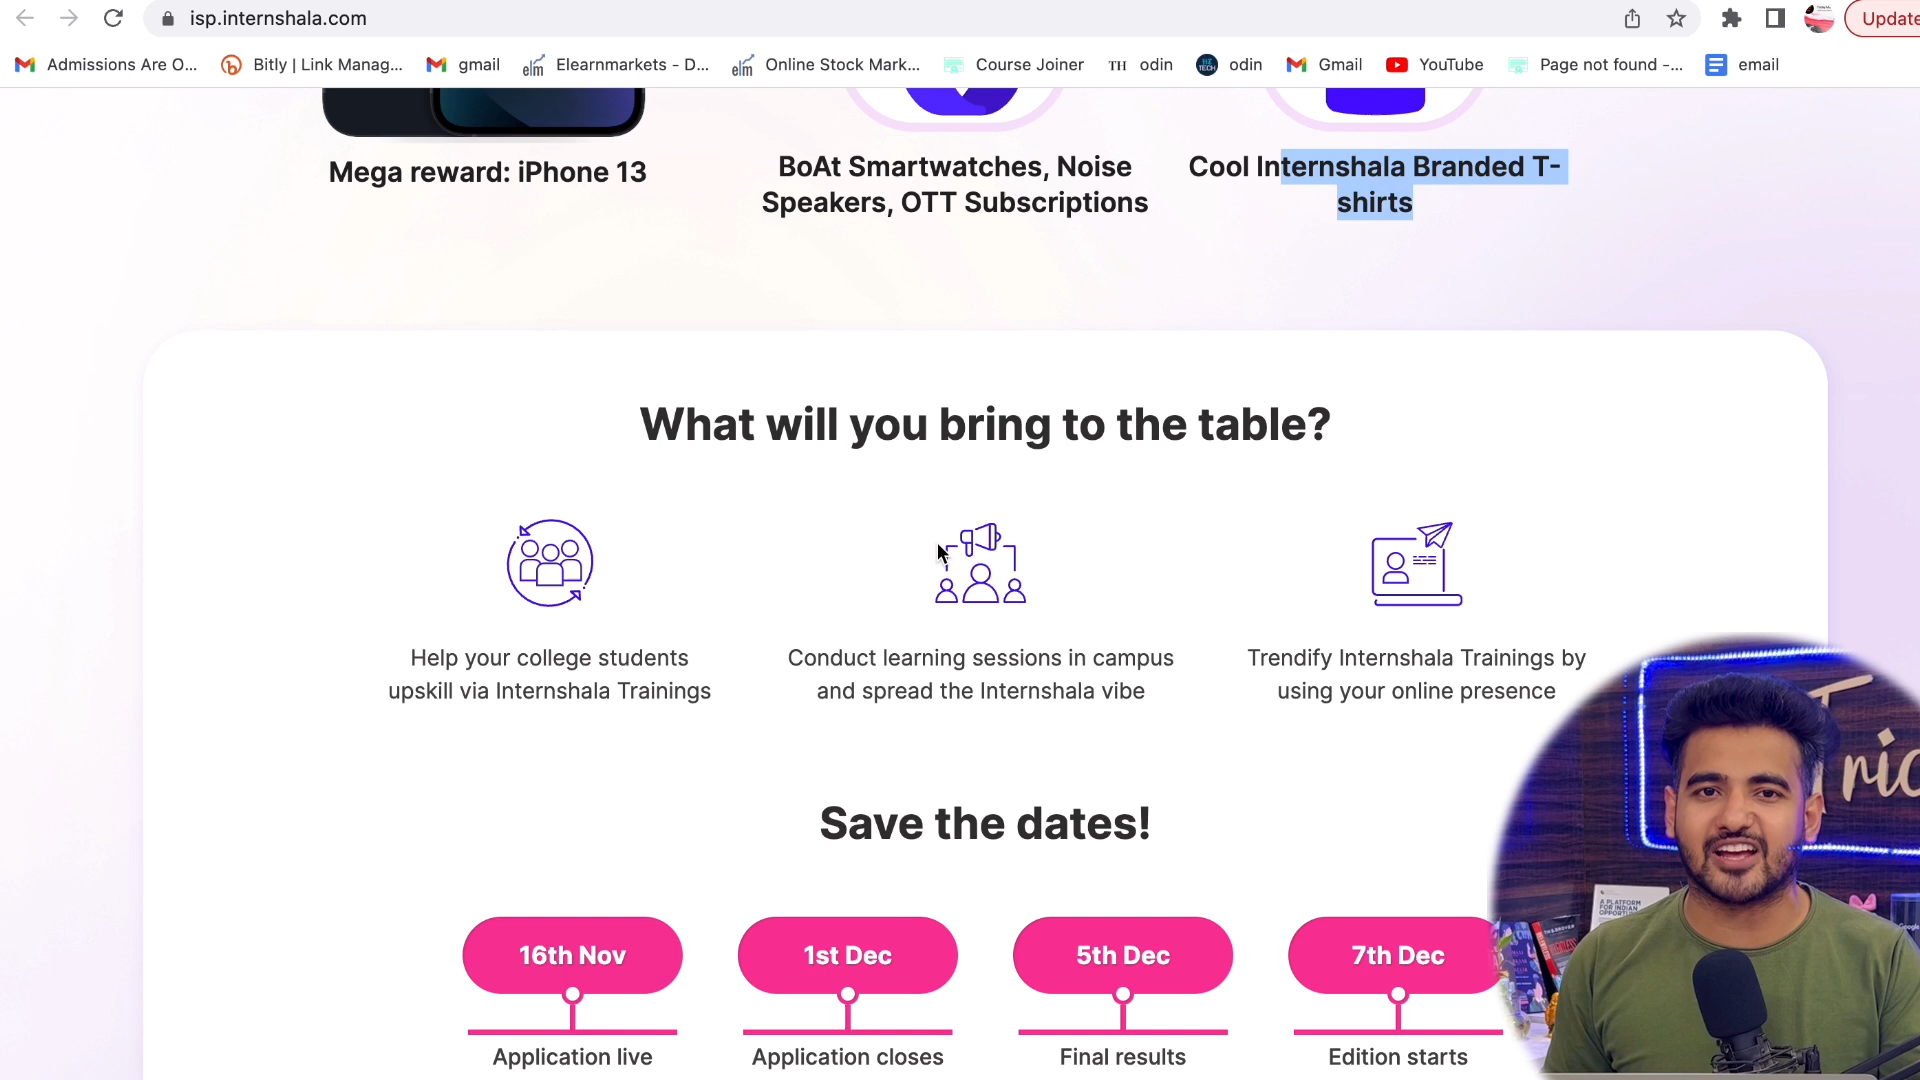 isp.internshala.com
Update
Admissions Are O...
Bitly | Link Manag...
gmail
Elearnmarkets - D...
Online Stock Mark...
Course Joiner
TH odin
odin
Gmail
YouTube
Page not found -...
email
Mega reward: iPhone 13
BoAt Smartwatches, Noise
Speakers, OTT Subscriptions
Cool Internshala Branded T-
shirts
What will you bring to the table?
Help your college students
upskill via Internshala Trainings
Conduct learning sessions in campus
and spread the Internshala vibe
Trendify Internshala Trainings by
using your online presence
Save the dates!
16th Nov
Application live
1st Dec
Application closes
5th Dec
Final results
7th Dec
Edition starts
A PLATFORM
FOR INDIAN